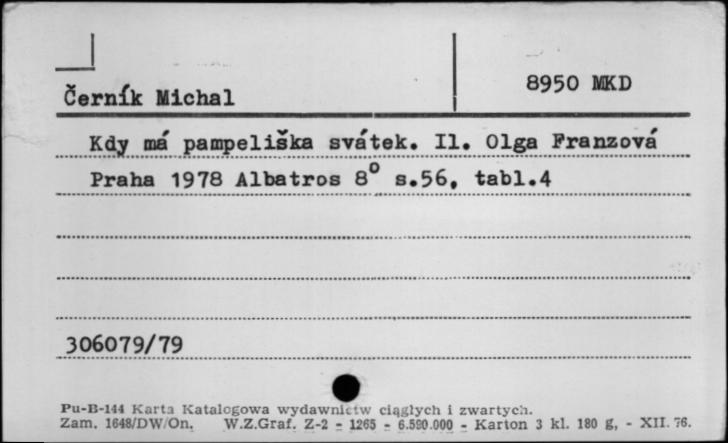 Černík Michal
8950 MKD
Kdy má pampeliška svátek. Il. Olga Franzová
Praha 1978 Albatros 8° s.56, tabl.4
306079/79
Pu-B-144 Karta Katalogowa wydawnictw ciągłych i zwartych.
Zam. 1648/DW/On. W.Z.Graf. Z-2 - 1265 - 6.590.000 - Karton 3 kl. 180 g, - XII. 76.